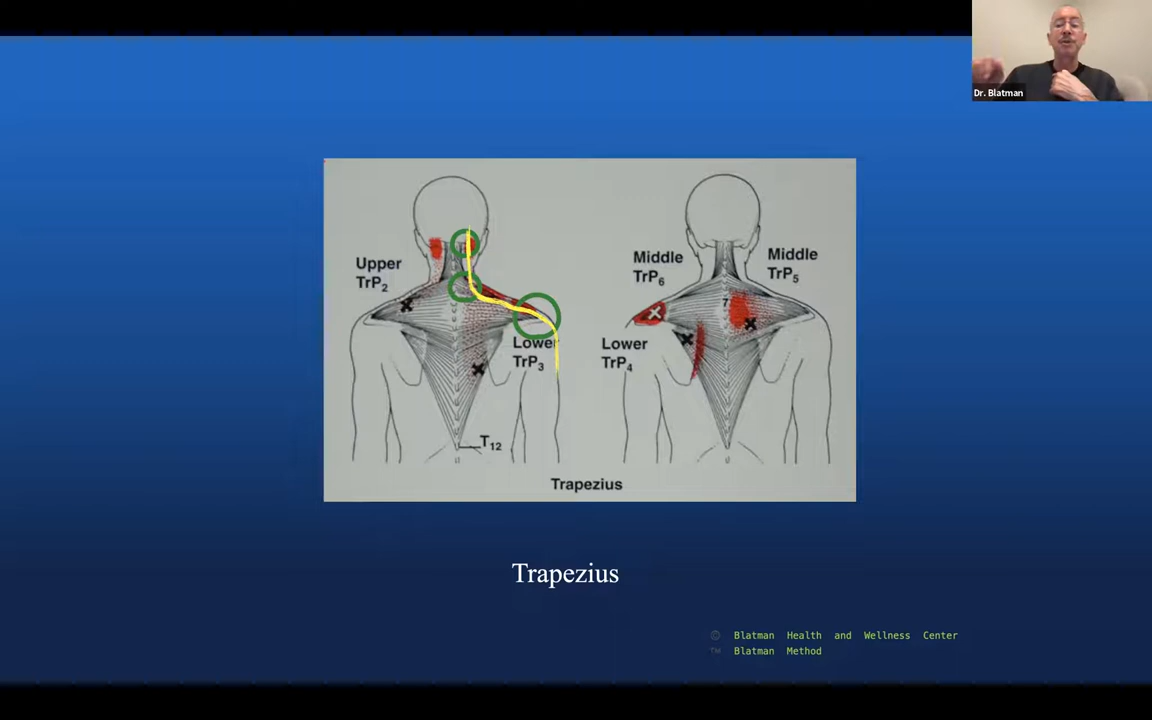 Dr. Blatman
Upper
TrP2
Lower
TrP3
T12
Middle
TrP6
Middle
TrP5
7
Lower
TrP4
Trapezius
Trapezius
© Blatman Health and Wellness Center
™ Blatman Method